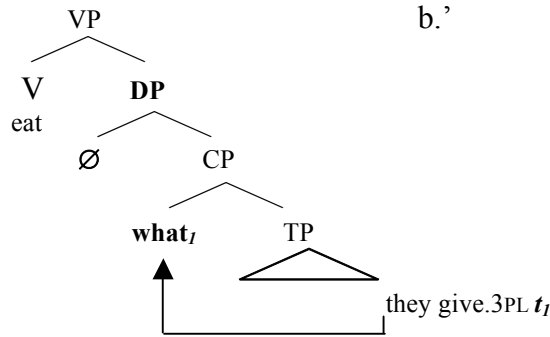 VP b.’
V DP
eat
∅ CP
what₁ TP
they give.3PL t₁